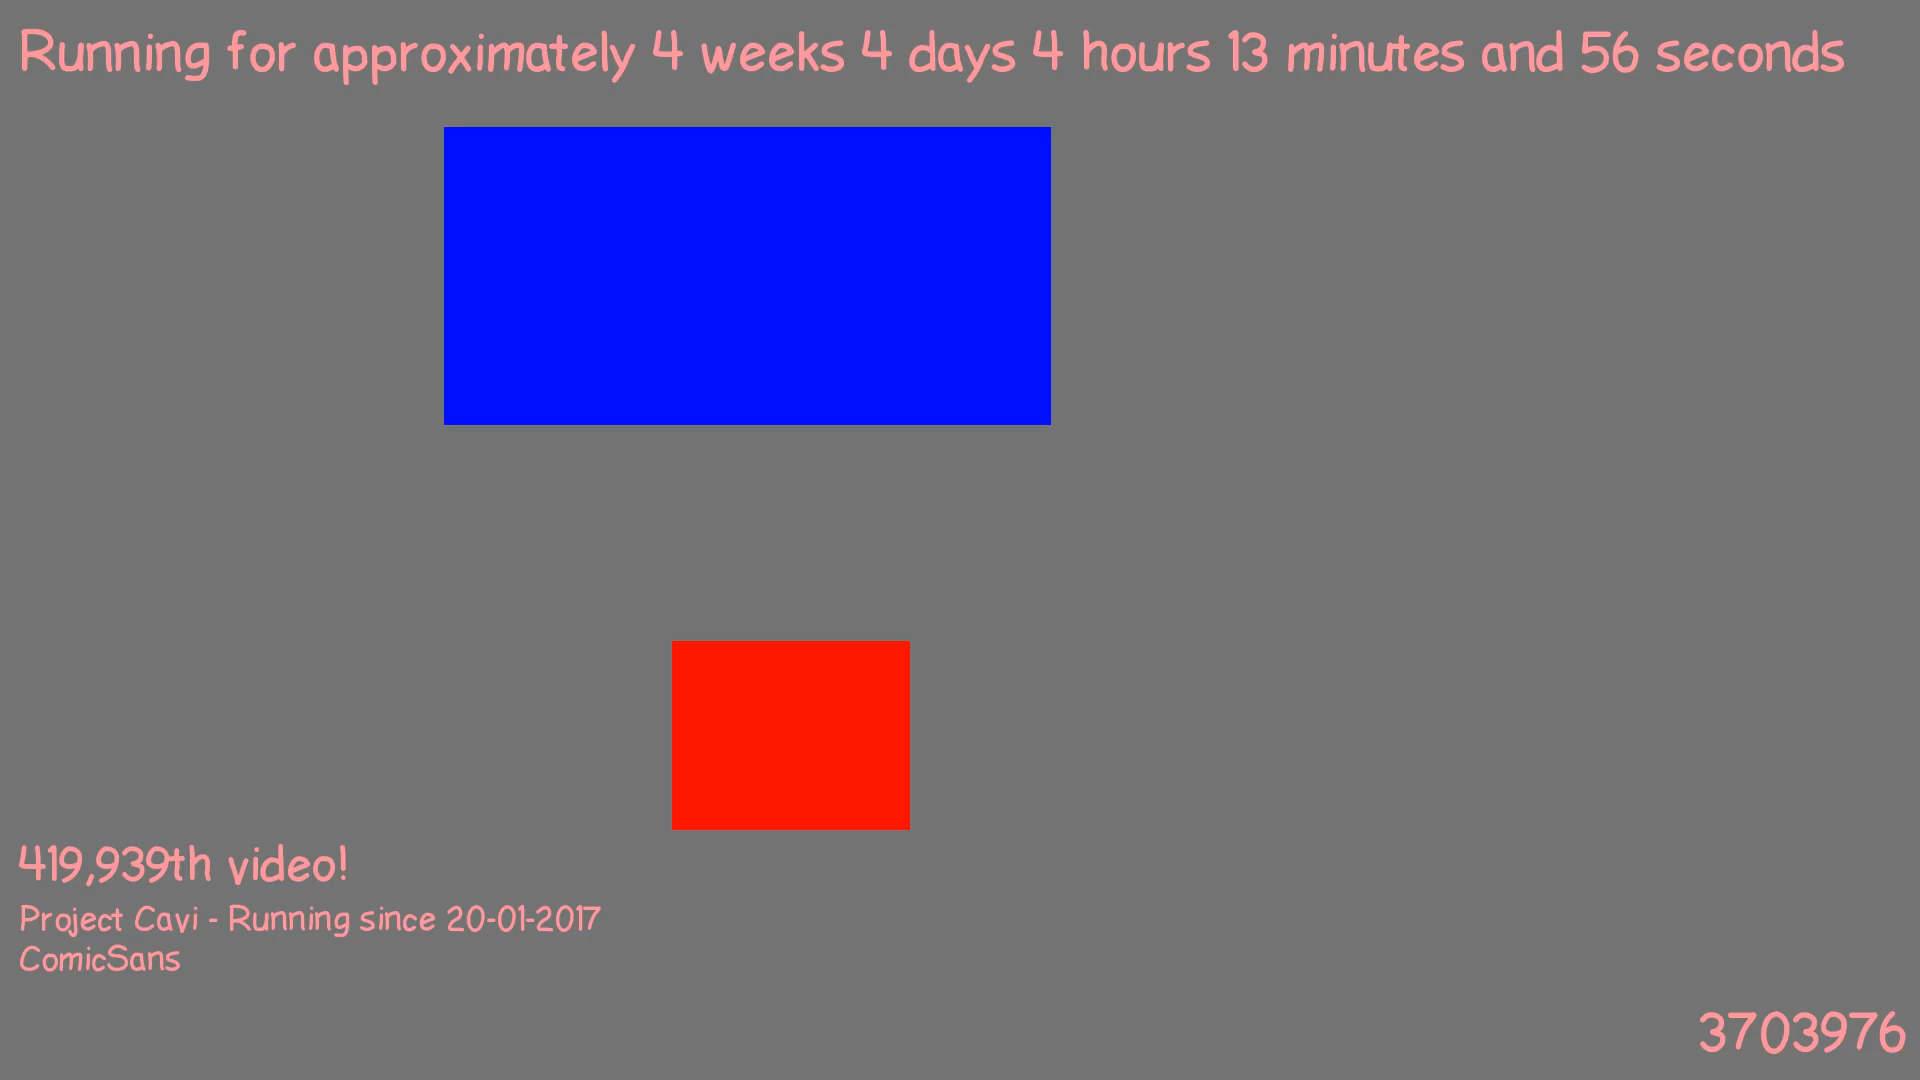 Running for approximately 4 weeks 4 days 4 hours 13 minutes and 56 seconds
419,939th video!
Project Cavi - Running since 20-01-2017
ComicSans
3703976